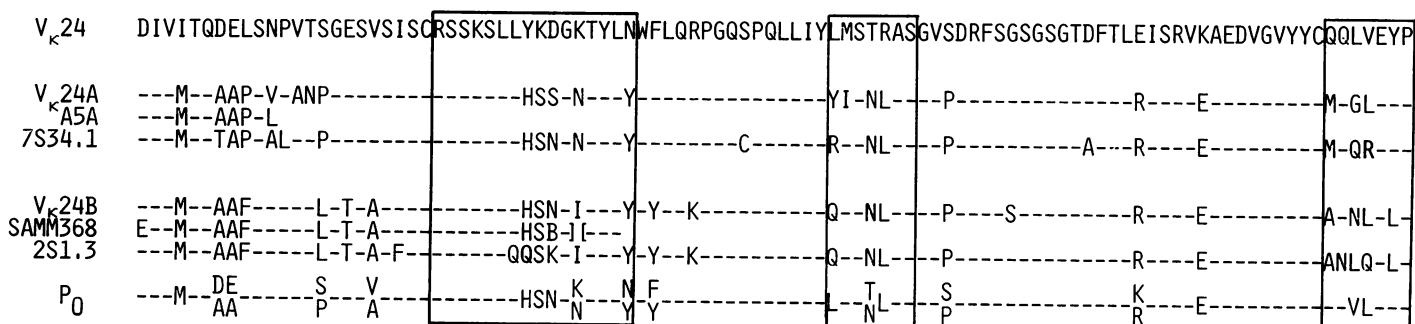 Vκ24 DIVITQDELSNPVTSGESVSISCRSSKSLLYKDGKTYLNWFLQRPGQSPQLLIYLMSTRASGVSDRFSGSGSGTDFTLEISRVKAEDVGVYYCQQLVEYP
Vκ24A ---M--AAP-V-ANP----------------HSS-N---Y----------------YI-NL----P---------------R----E----------M-GL---
A5A ---M--AAP-L
7S34.1 ---M--TAP-AL--P----------------HSN-N---Y--------C-------R--NL----P-----------A---R----E----------M-QR---
Vκ24B ---M--AAF------L-T-A-----------HSN-I---Y-Y---K----------Q--NL----P----S----------R----E----------A-NL-L-
SAMM368 E--M--AAF------L-T-A-----------HSB-I[---
2S1.3 ---M--AAF------L-T-A-F--------QQSK-I---Y-Y---K----------Q--NL----P---------------R----E----------ANLQ-L-
DE S V K N F T S K
P0 ---M-- ------- --- -----------HSN- --- - ----------------L-- L---- --------------- ----E------------VL---
AA P A N Y Y N P R